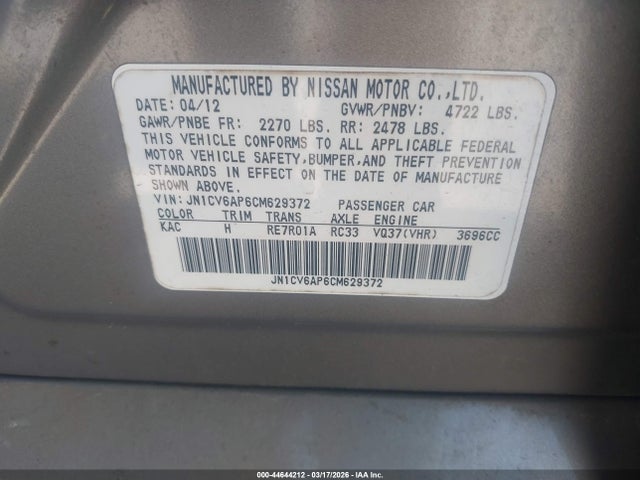 MANUFACTURED BY NISSAN MOTOR CO.,LTD.
DATE: 04/12 GVWR/PNBV: 4722 LBS.
GAWR/PNBE FR: 2270 LBS. RR: 2478 LBS.
THIS VEHICLE CONFORMS TO ALL APPLICABLE FEDERAL
MOTOR VEHICLE SAFETY,BUMPER,AND THEFT PREVENTION
STANDARDS IN EFFECT ON THE DATE OF MANUFACTURE
SHOWN ABOVE.
VIN: JN1CV6AP6CM629372 PASSENGER CAR
COLOR TRIM TRANS AXLE ENGINE
KAC H RE7R01A RC33 VQ37(VHR) 3696CC
JN1CV6AP6CM629372
000-44644212 - 03/17/2026 - IAAI.com